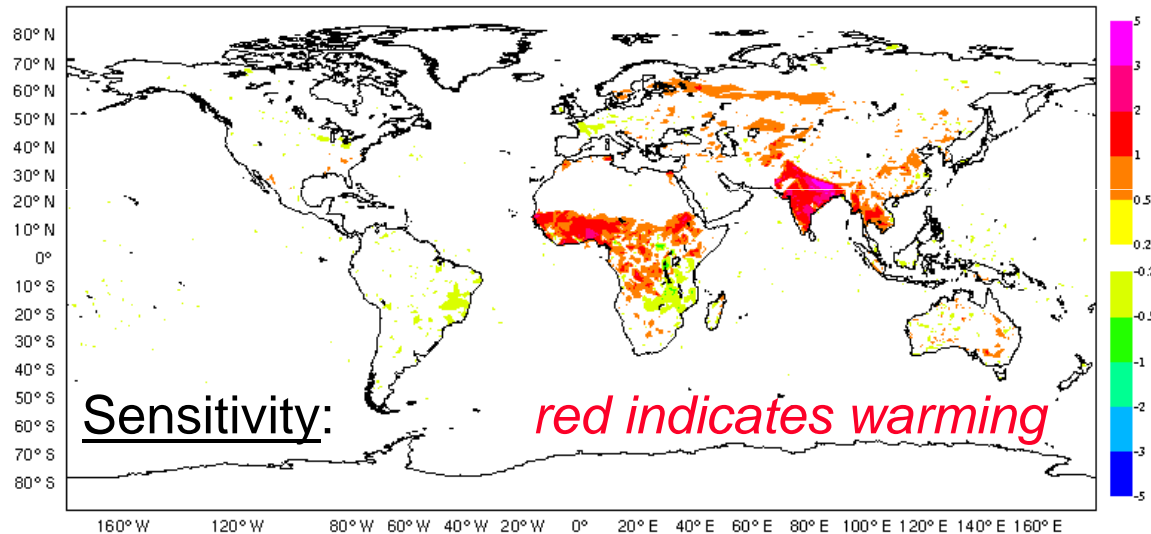 80° N
70° N
60° N
50° N
40° N
30° N
20° N
10° N
0°
10° S
20° S
30° S
40° S
50° S
60° S
70° S
80° S
Sensitivity: red indicates warming
160° W 120° W 80° W 60° W 40° W 20° W 0° 20° E 40° E 60° E 80° E 100° E 120° E 140° E 160° E
5
3
2
1
0.5
0.2
-1
-2
-3
-5